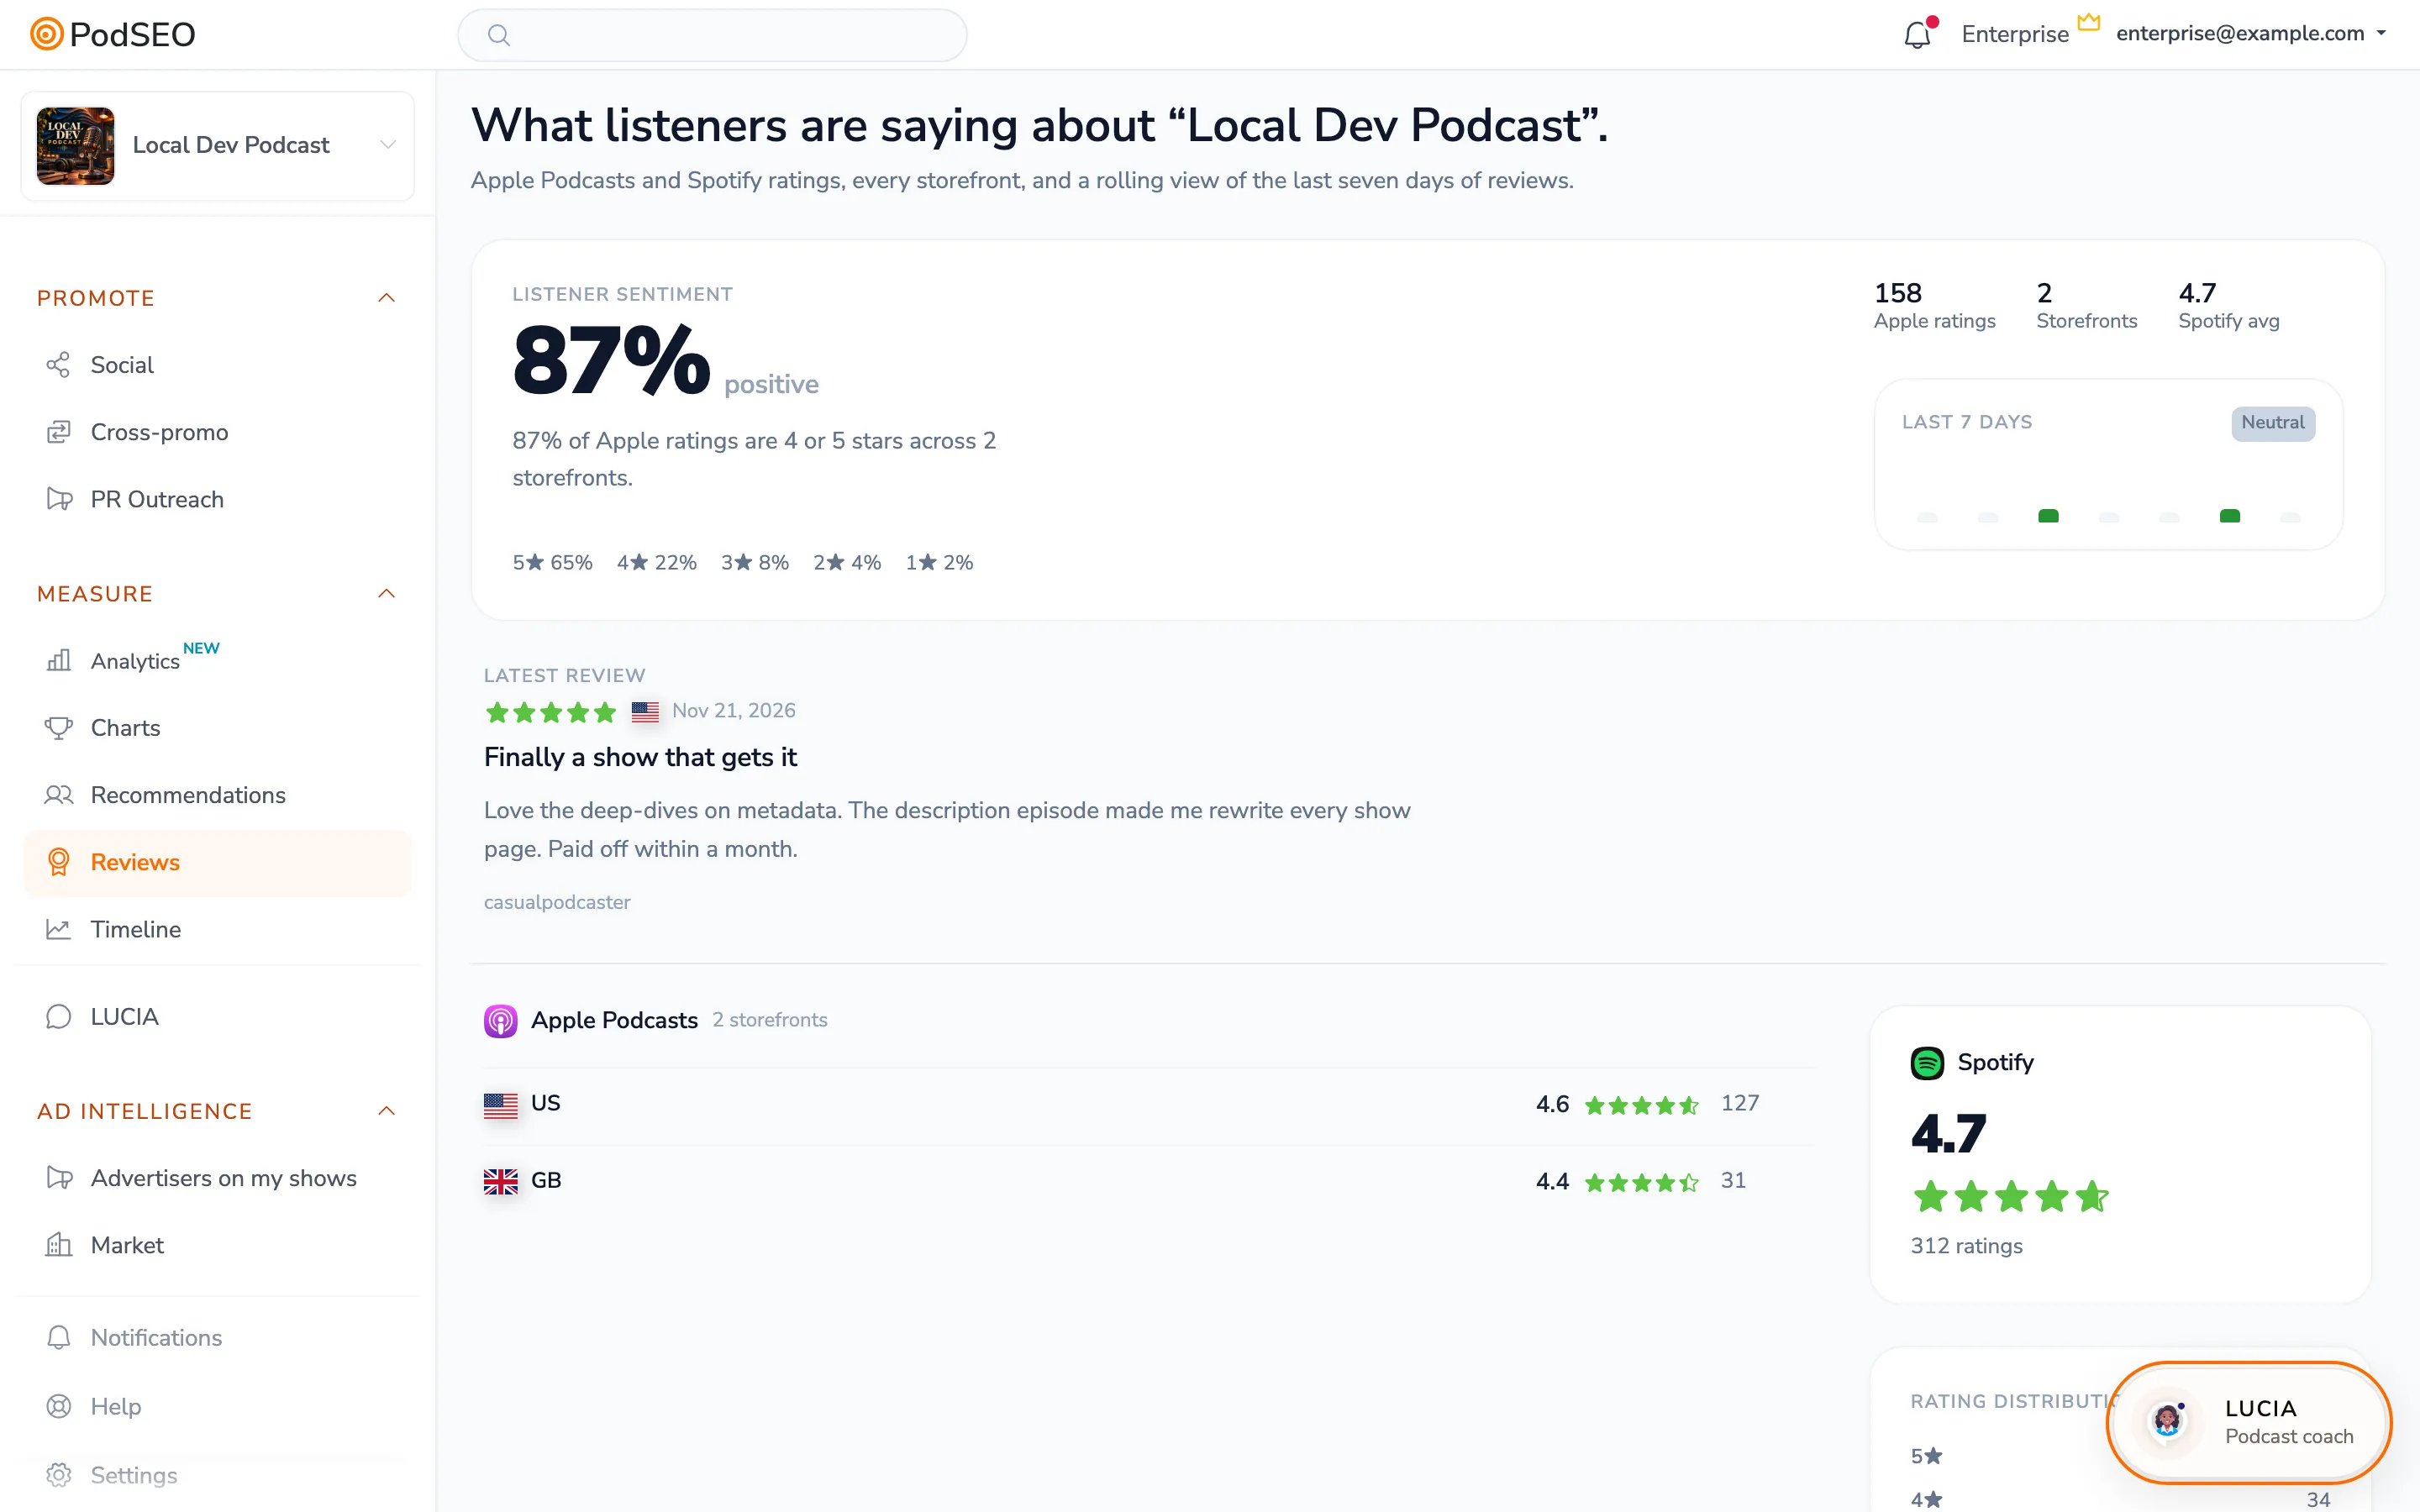 PodSEO
Enterprise
enterprise@example.com
LOCAL
DEV
PODCAST
Local Dev Podcast
PROMOTE
Social
Cross-promo
PR Outreach
MEASURE
Analytics NEW
Charts
Recommendations
Reviews
Timeline
LUCIA
AD INTELLIGENCE
Advertisers on my shows
Market
Notifications
Help
Settings
What listeners are saying about “Local Dev Podcast”.
Apple Podcasts and Spotify ratings, every storefront, and a rolling view of the last seven days of reviews.
LISTENER SENTIMENT
87% positive
87% of Apple ratings are 4 or 5 stars across 2
storefronts.
5★ 65% 4★ 22% 3★ 8% 2★ 4% 1★ 2%
158 2 4.7
Apple ratings Storefronts Spotify avg
LAST 7 DAYS Neutral
LATEST REVIEW
Nov 21, 2026
Finally a show that gets it
Love the deep-dives on metadata. The description episode made me rewrite every show
page. Paid off within a month.
casualpodcaster
Apple Podcasts 2 storefronts
US 4.6 127
GB 4.4 31
Spotify
4.7
312 ratings
RATING
5★
4★ 34
LUCIA
Podcast coach